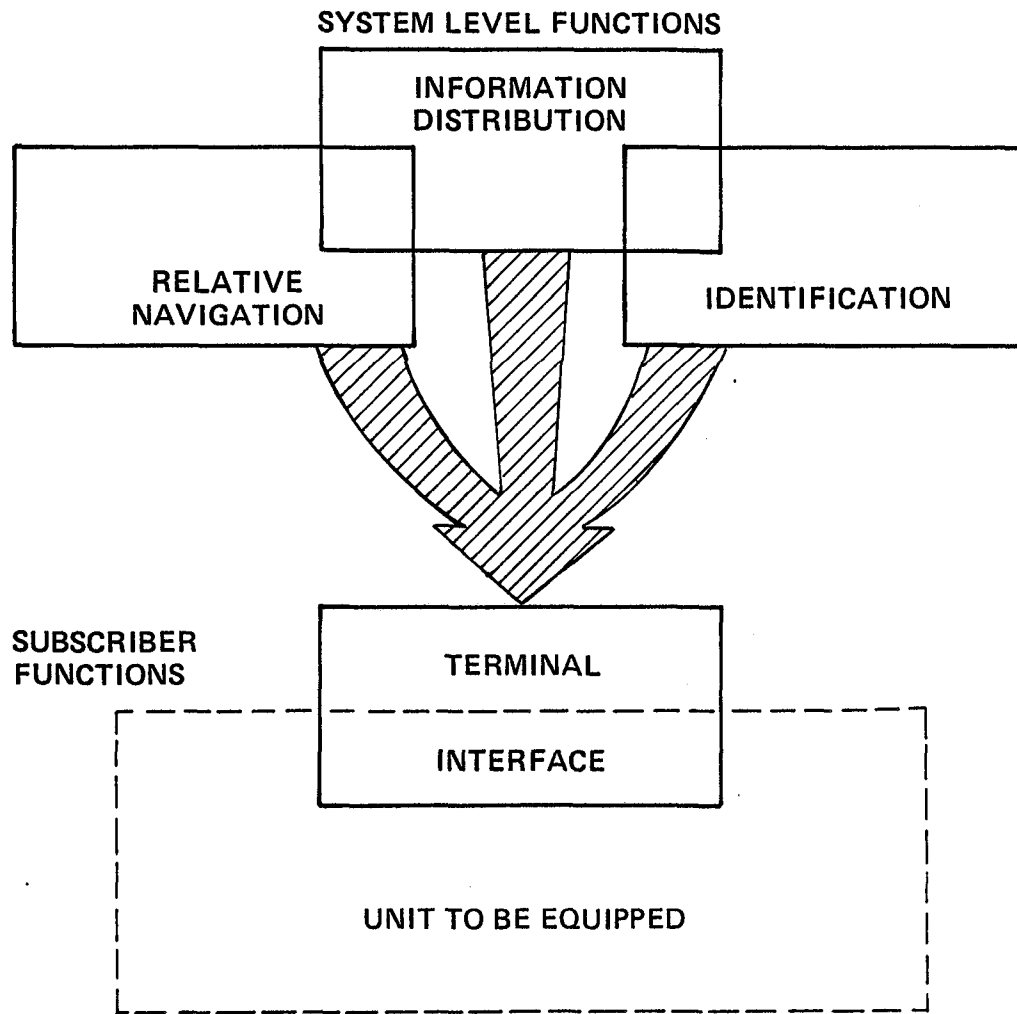 SYSTEM LEVEL FUNCTIONS
INFORMATION
DISTRIBUTION
RELATIVE
NAVIGATION
IDENTIFICATION
SUBSCRIBER
FUNCTIONS
TERMINAL
INTERFACE
UNIT TO BE EQUIPPED